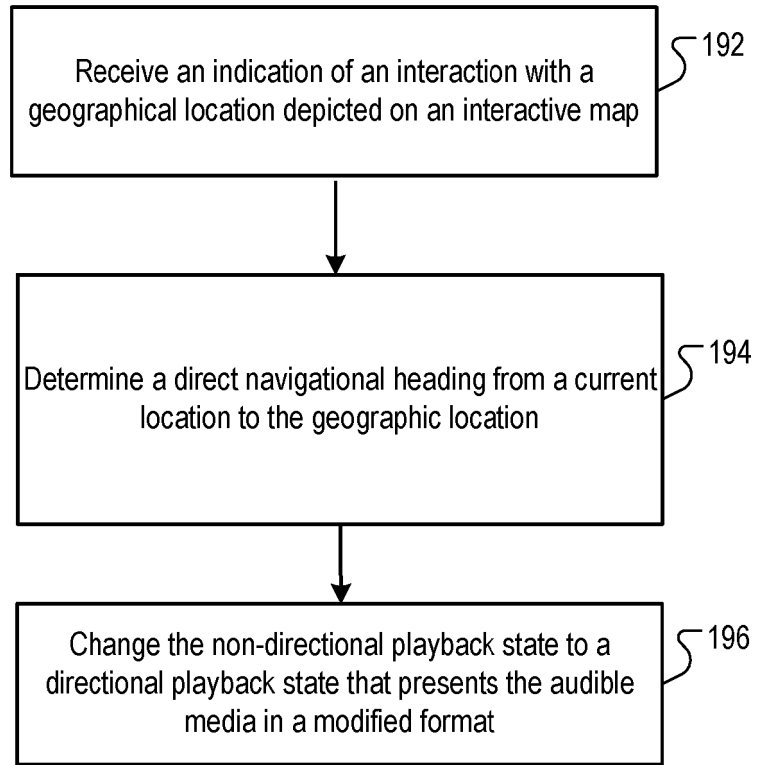 Receive an indication of an interaction with a
geographical location depicted on an interactive map
192
Determine a direct navigational heading from a current
location to the geographic location
194
Change the non-directional playback state to a
directional playback state that presents the audible
media in a modified format
196